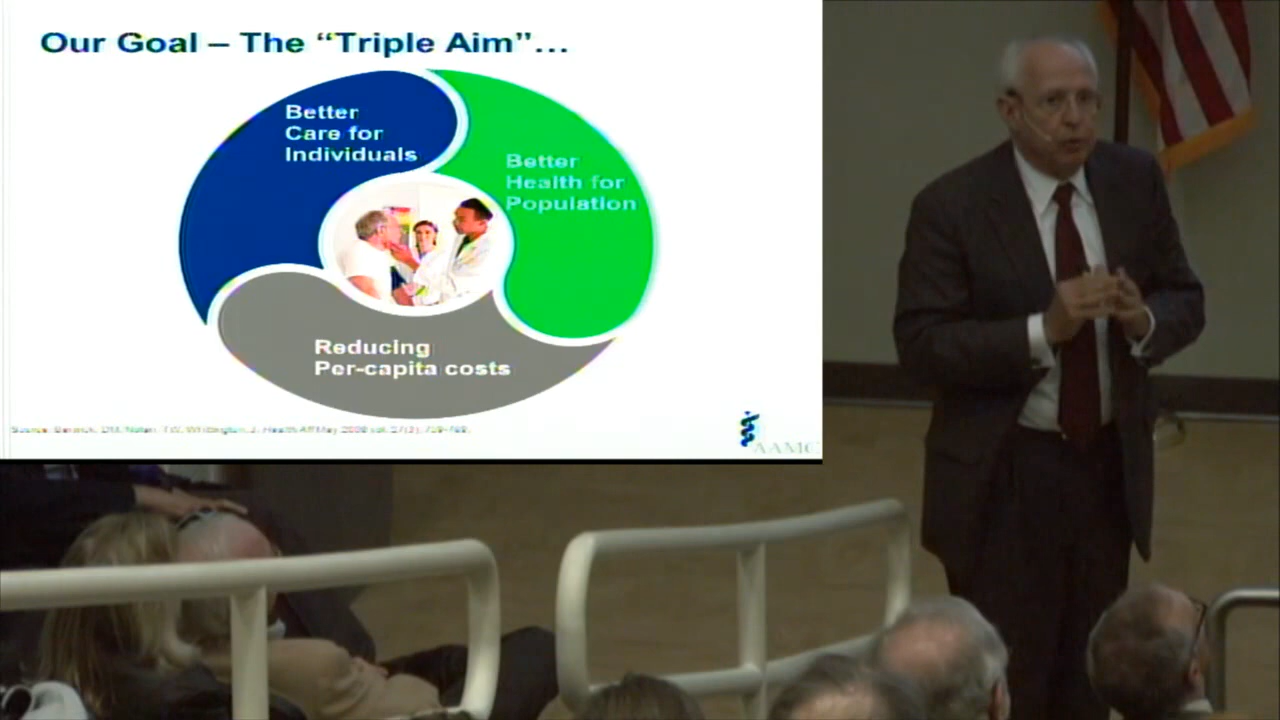 Our Goal – The “Triple Aim”…
Better
Care for
Individuals
Better
Health for
Population
Reducing
Per-capita costs
AAMC